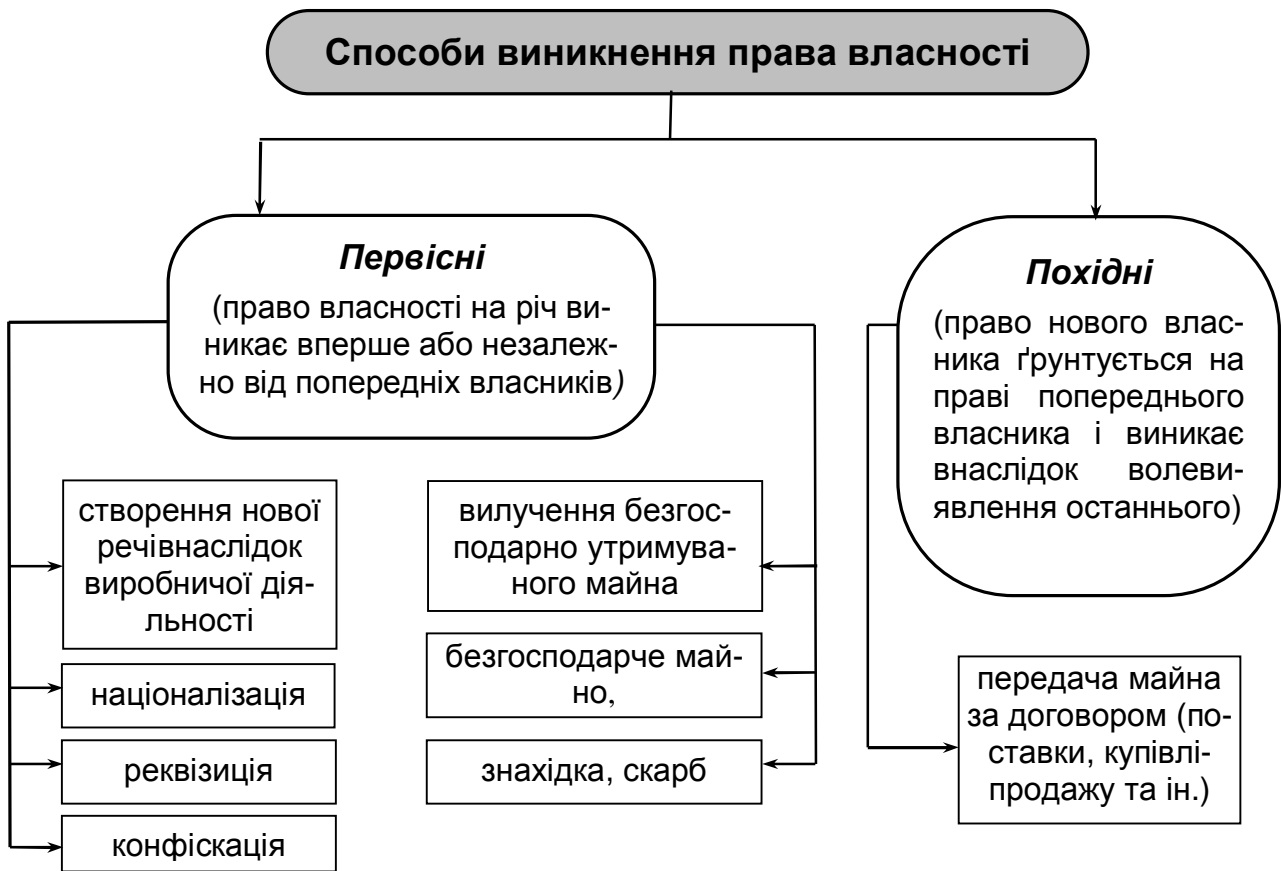 Способи виникнення права власності
Первісні
(право власності на річ ви-
никає вперше або незалеж-
но від попередніх власників)
Похідні
(право нового влас-
ника ґрунтується на
праві попереднього
власника і виникає
внаслідок волеви-
явлення останнього)
створення нової
речівнаслідок
виробничої дія-
льності
націоналізація
реквізиція
конфіскація
вилучення безгос-
подарно утримува-
ного майна
безгосподарче май-
но,
знахідка, скарб
передача майна
за договором (по-
ставки, купівлі-
продажу та ін.)